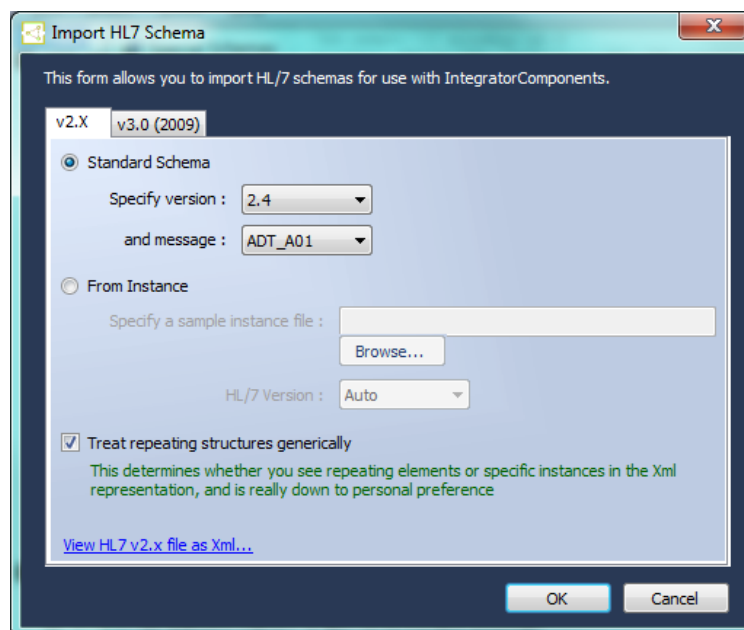 Import HL7 Schema
This form allows you to import HL/7 schemas for use with IntegratorComponents.
v2.X
v3.0 (2009)
Standard Schema
Specify version :
2.4
and message :
ADT_A01
From Instance
Specify a sample instance file :
Browse...
HL/7 Version :
Auto
Treat repeating structures generically
This determines whether you see repeating elements or specific instances in the Xml
representation, and is really down to personal preference
View HL7 v2.x file as Xml...
OK
Cancel